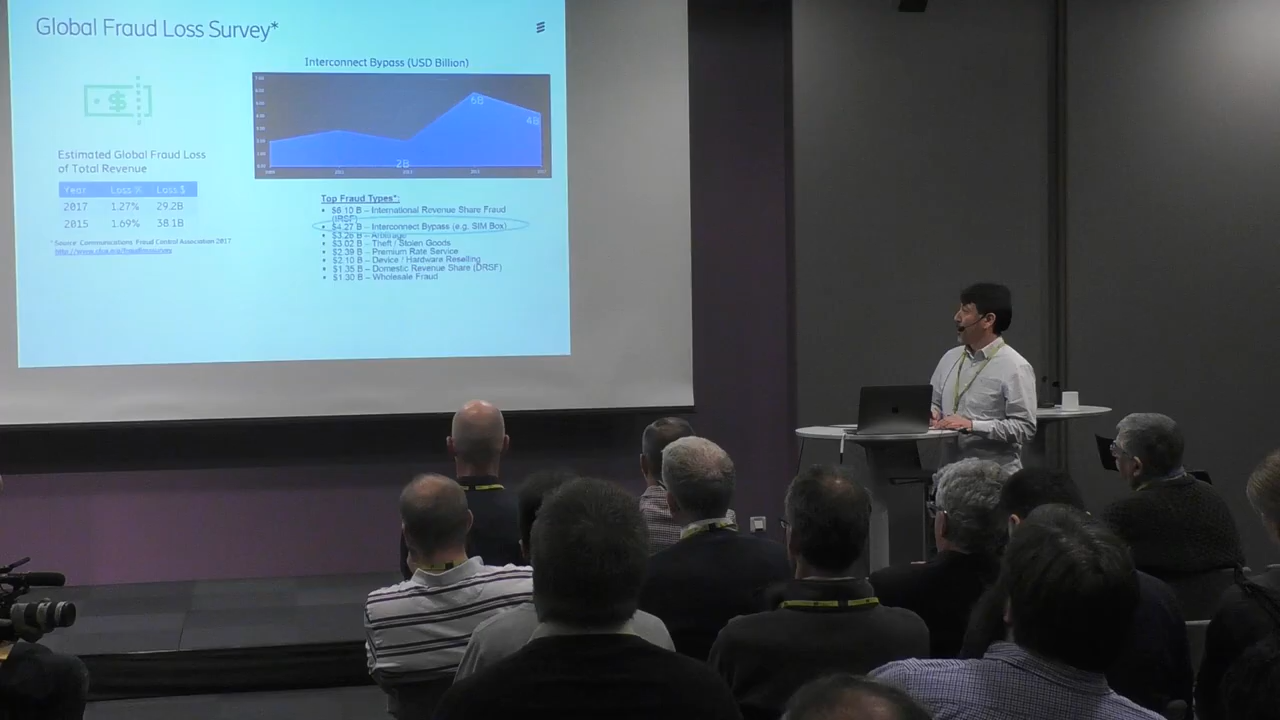 Global Fraud Loss Survey*
Interconnect Bypass (USD Billion)
6B
4B
2B
Estimated Global Fraud Loss
of Total Revenue
Year Loss % Loss $
2017 1.27% 29.2B
2015 1.69% 38.1B
* Source: Communications Fraud Control Association 2017
Top Fraud Types*:
• $6.10 B – International Revenue Share Fraud
(IRSF)
• $4.27 B – Interconnect Bypass (e.g. SIM Box)
• $3.26 B – Arbitrage
• $3.02 B – Theft / Stolen Goods
• $2.39 B – Premium Rate Service
• $2.10 B – Device / Hardware Reselling
• $1.35 B – Domestic Revenue Share (DRSF)
• $1.30 B – Wholesale Fraud